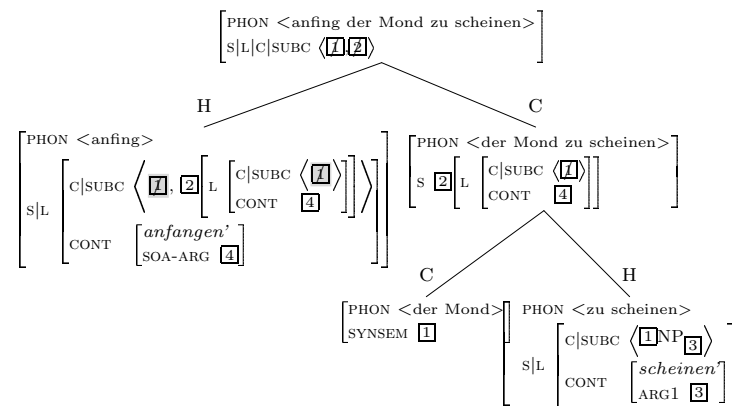 PHON <anfing der Mond zu scheinen>
S|L|C|SUBC ⟨1, 2⟩
H
C
PHON <anfing>
S|L
C|SUBC ⟨1, 2 [L [C|SUBC ⟨1⟩
CONT 4
CONT
anfangen'
SOA-ARG 4
PHON <der Mond zu scheinen>
S 2 [L
C|SUBC ⟨1⟩
CONT 4
C
H
PHON <der Mond>
SYNSEM 1
PHON <zu scheinen>
S|L
C|SUBC ⟨1NP3⟩
CONT
scheinen'
ARG1 3